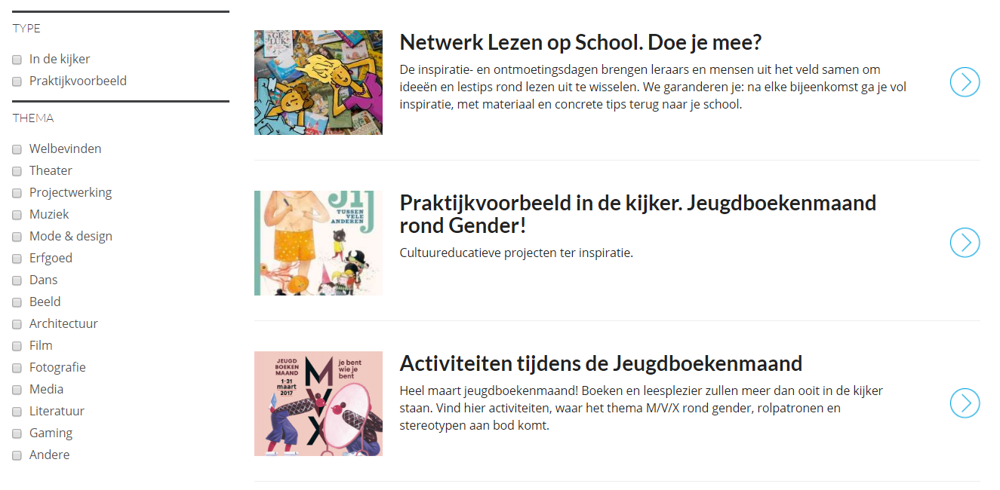 TYPE
In de kijker
Praktijkvoorbeeld
THEMA
Welbevinden
Theater
Projectwerking
Muziek
Mode & design
Erfgoed
Dans
Beeld
Architectuur
Film
Fotografie
Media
Literatuur
Gaming
Andere
GE
LUK
Netwerk Lezen op School. Doe je mee?
De inspiratie- en ontmoetingsdagen brengen leraars en mensen uit het veld samen om
ideeën en lestips rond lezen uit te wisselen. We garanderen je: na elke bijeenkomst ga je vol
inspiratie, met materiaal en concrete tips terug naar je school.
JIJ
TUSSEN
VELE
ANDEREN
Praktijkvoorbeeld in de kijker. Jeugdboekenmaand
rond Gender!
Cultuureducatieve projecten ter inspiratie.
JEUGD
BOEKEN
MAAND
1-31
maart
2017
M
V
X
je bent
wie je
bent
Activiteiten tijdens de Jeugdboekenmaand
Heel maart jeugdboekenmaand! Boeken en leesplezier zullen meer dan ooit in de kijker
staan. Vind hier activiteiten, waar het thema M/V/X rond gender, rolpatronen en
stereotypen aan bod komt.